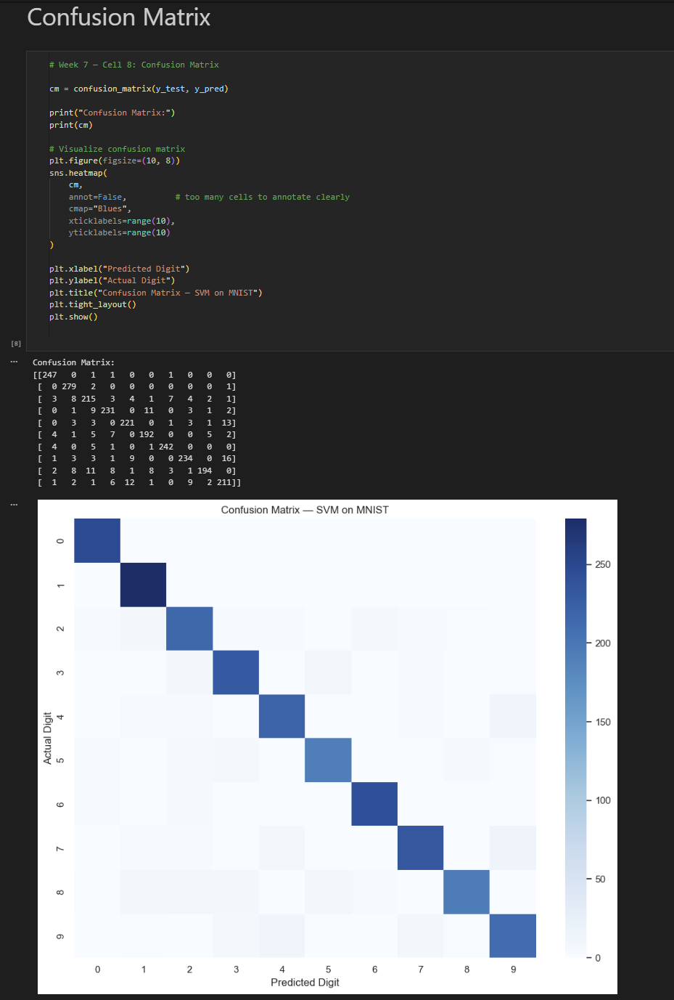 Confusion Matrix
# Week 7 — Cell 8: Confusion Matrix
cm = confusion_matrix(y_test, y_pred)
print("Confusion Matrix:")
print(cm)
# Visualize confusion matrix
plt.figure(figsize=(10, 8))
sns.heatmap(
cm,
annot=False, # too many cells to annotate clearly
cmap="Blues",
xticklabels=range(10),
yticklabels=range(10)
)
plt.xlabel("Predicted Digit")
plt.ylabel("Actual Digit")
plt.title("Confusion Matrix — SVM on MNIST")
plt.tight_layout()
plt.show()
[8]
... Confusion Matrix:
[[247 0 1 1 0 0 1 0 0 0]
[ 0 279 2 0 0 0 0 0 0 1]
[ 3 8 215 3 4 1 7 4 2 1]
[ 0 1 9 231 0 11 0 3 1 2]
[ 0 3 3 0 221 0 1 3 1 13]
[ 4 1 5 7 0 192 0 0 5 2]
[ 4 0 5 1 0 1 242 0 0 0]
[ 1 3 3 1 9 0 0 234 0 16]
[ 2 8 11 8 1 8 3 1 194 0]
[ 1 2 1 6 12 1 0 9 2 211]]
...
Confusion Matrix — SVM on MNIST
0
1
2
3
4
5
6
7
8
9
Actual Digit
0 1 2 3 4 5 6 7 8 9
Predicted Digit
250
200
150
100
50
0